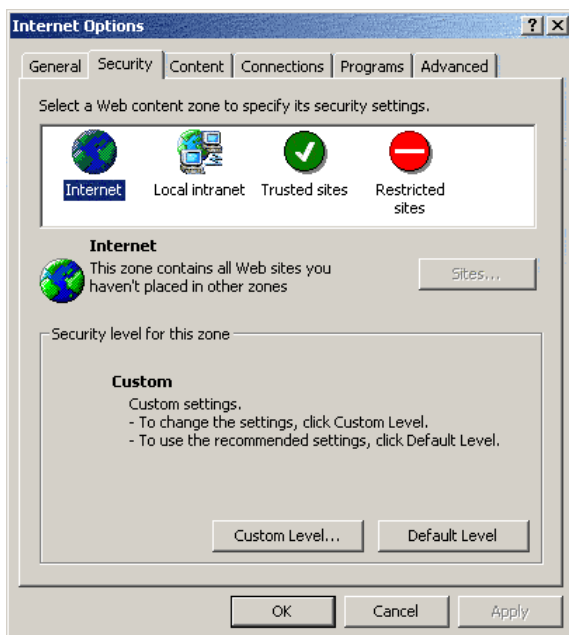 Internet Options
General Security Content Connections Programs Advanced
Select a Web content zone to specify its security settings.
Internet Local intranet Trusted sites Restricted
sites
Internet
This zone contains all Web sites you
haven't placed in other zones
Sites...
Security level for this zone
Custom
Custom settings.
- To change the settings, click Custom Level.
- To use the recommended settings, click Default Level.
Custom Level... Default Level
OK Cancel Apply